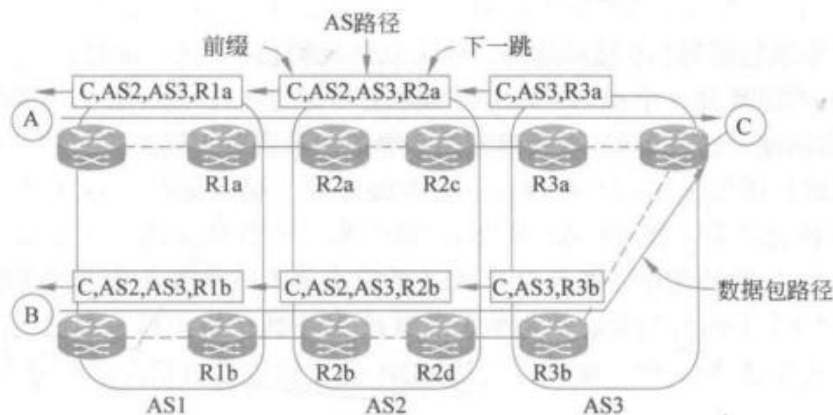 AS路径
前缀
下一跳
C,AS2,AS3,R1a
C,AS2,AS3,R2a
C,AS3,R3a
A
C
R1a
R2a
R2c
R3a
C,AS2,AS3,R1b
C,AS2,AS3,R2b
C,AS3,R3b
数据包路径
B
R1b
R2b
R2d
R3b
AS1
AS2
AS3